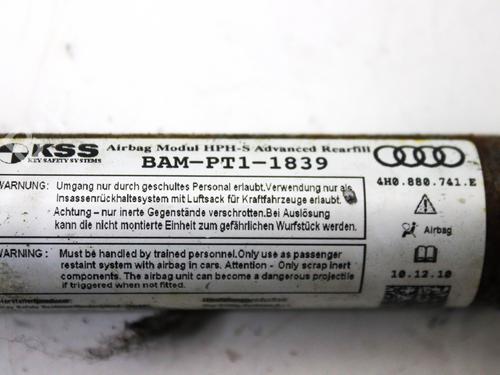 KSS
KEY SAFETY SYSTEMS
Airbag Modul HPH-S Advanced Rearfill
BAM-PT1-1839
4H0.880.741.E
WARNING: Umgang nur durch geschultes Personal erlaubt.Verwendung nur als
Insassenrückhaltesystem mit Luftsack für Kraftfahrzeuge erlaubt.
Achtung - nur inerte Gegenstände verschrotten.Bei Auslösung
kann die nicht montierte Einheit zum gefährlichen Wurfstück werden.
Airbag
WARNING: Must be handled by trained personnel.Only use as passenger
restaint system with airbag in cars. Attention - Only scrap inert
components. The airbag unit can become a dangerous projectile
if triggered when not fitted.
10.12.10